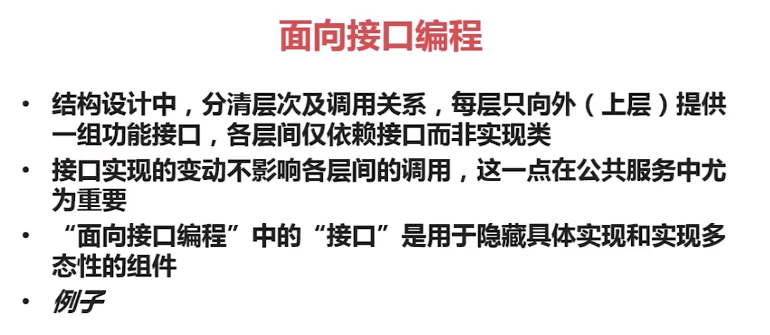 面向接口编程
• 结构设计中，分清层次及调用关系，每层只向外（上层）提供
一组功能接口，各层间仅依赖接口而非实现类
• 接口实现的变动不影响各层间的调用，这一点在公共服务中尤
为重要
• “面向接口编程”中的“接口”是用于隐藏具体实现和实现多
态性的组件
• 例子